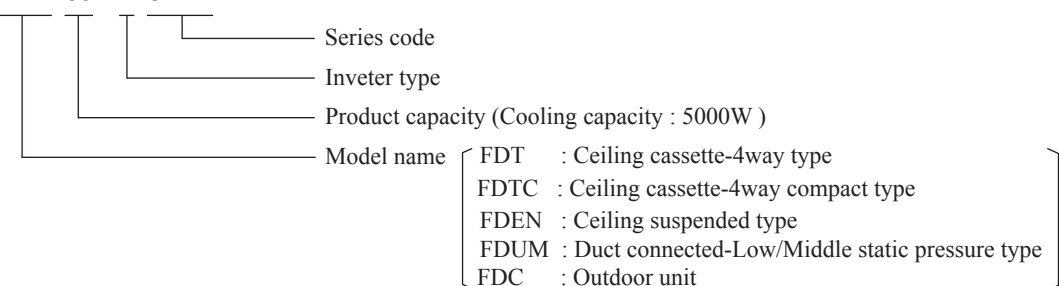 Series code
Inveter type
Product capacity (Cooling capacity : 5000W )
Model name FDT : Ceiling cassette-4way type
FDTC : Ceiling cassette-4way compact type
FDEN : Ceiling suspended type
FDUM : Duct connected-Low/Middle static pressure type
FDC : Outdoor unit